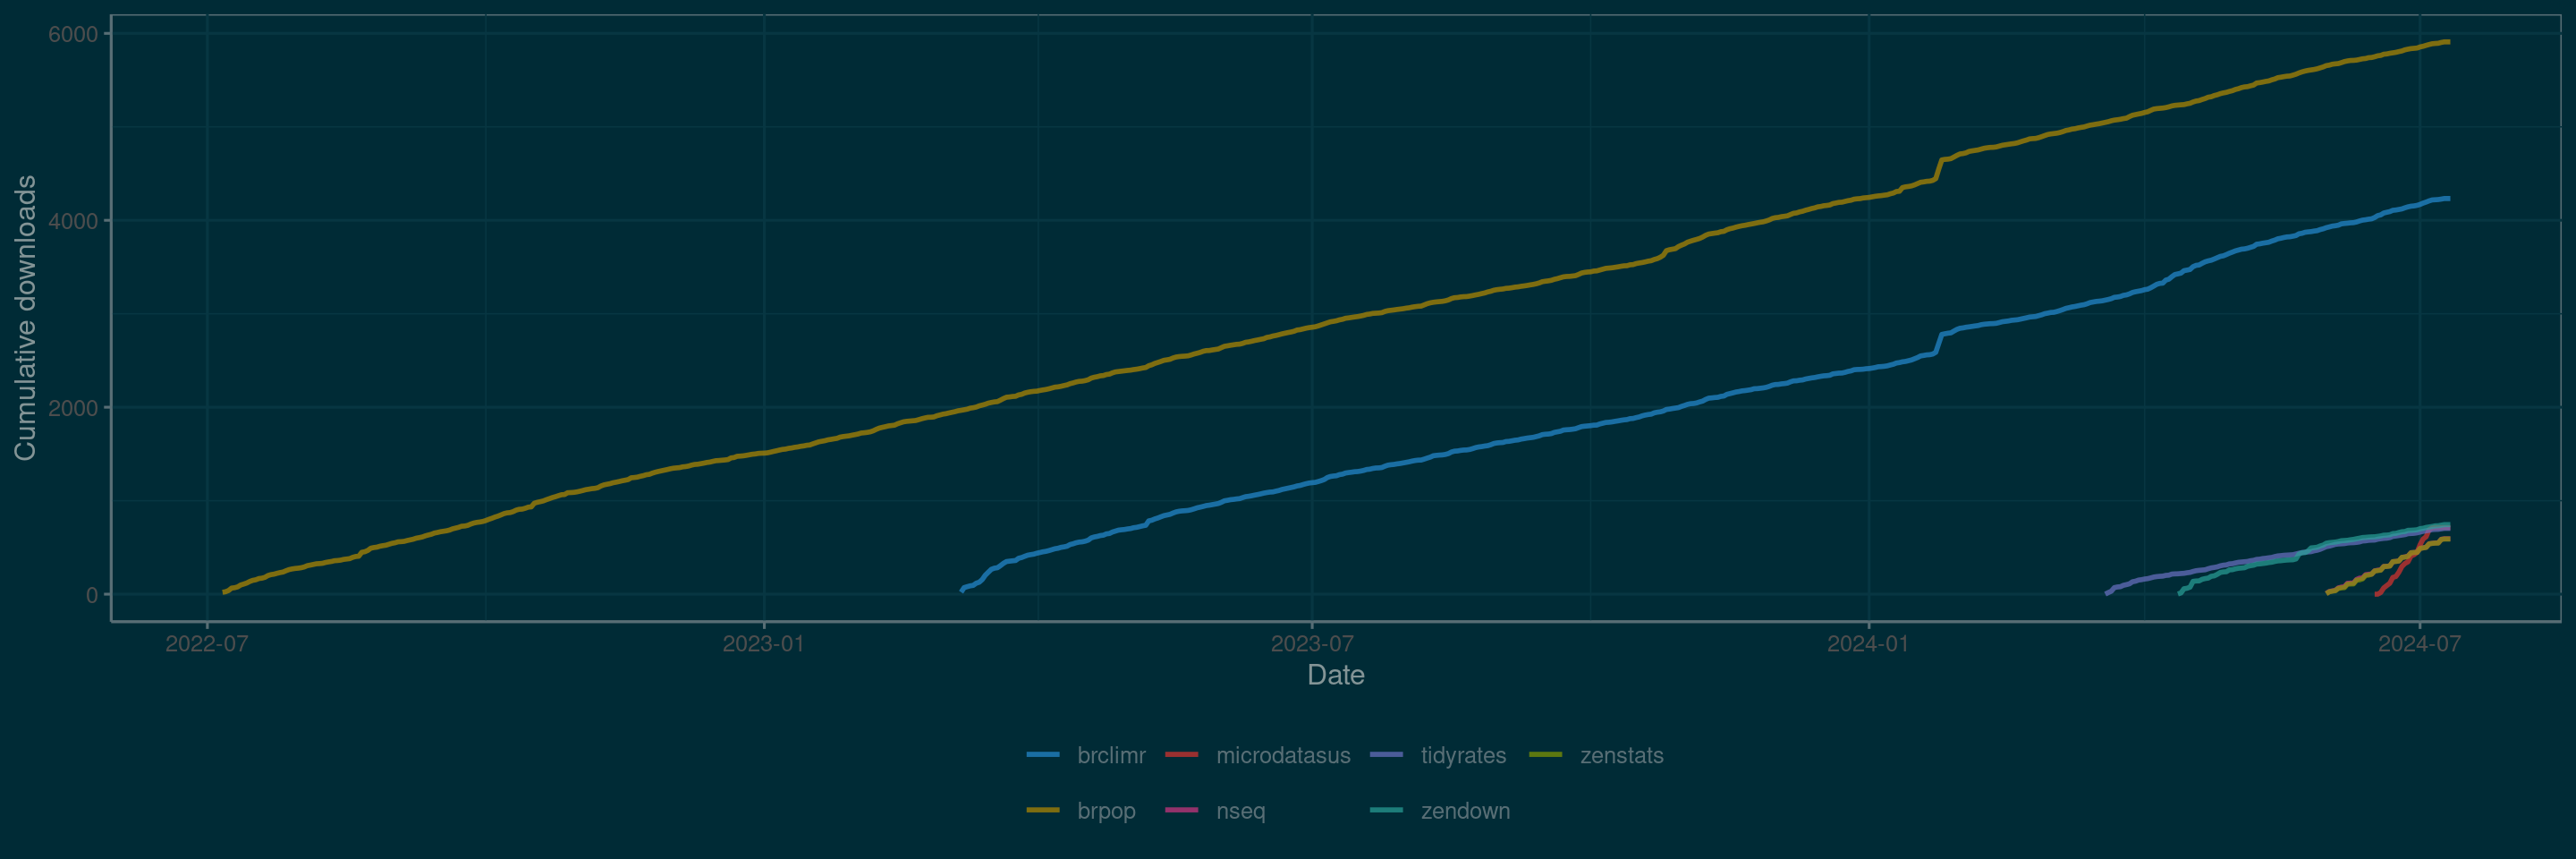 Cumulative downloads
6000
4000
2000
0
2022-07 2023-01 2023-07 2024-01 2024-07
Date
brclimr microdatasus tidyrates zenstats
brpop nseq zendown